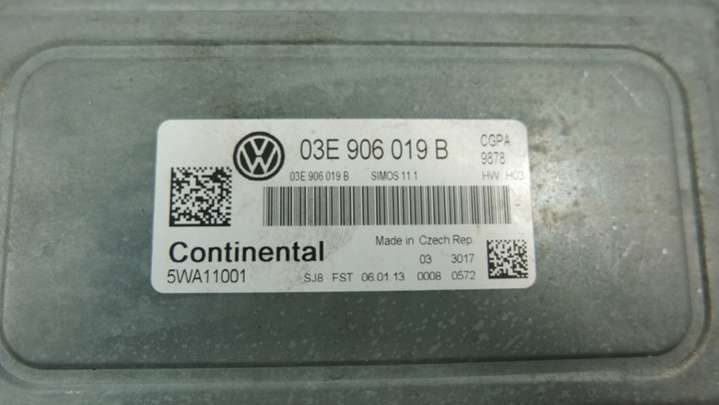 03E 906 019 B
CGPA
9878
03E 906 019 B SIMOS 11.1 HW H03
Continental
Made in Czech Rep.
03 3017
5WA11001 SJ8 FST 06.01.13 0008 0572